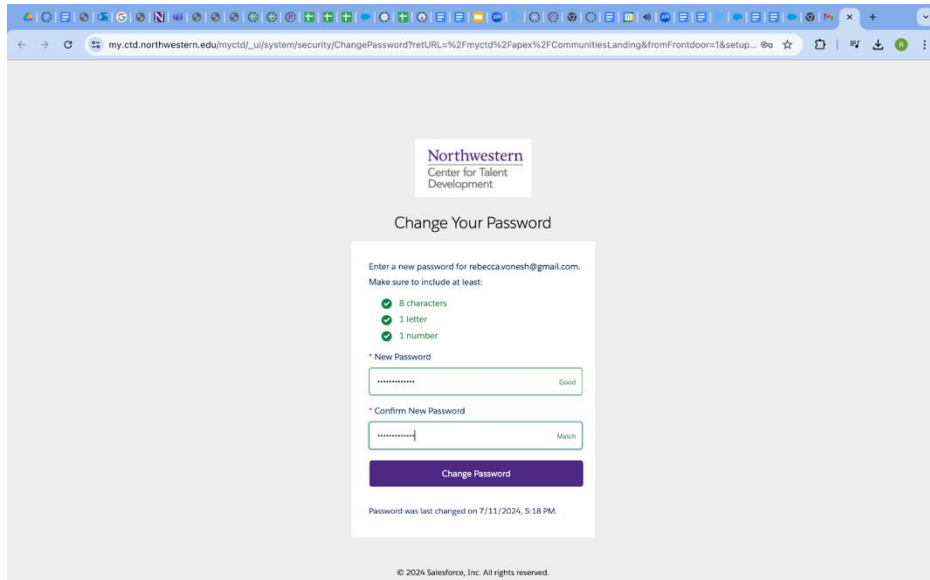 my.ctd.northwestern.edu/myctd/_ui/system/security/ChangePassword?retURL=%2Fmyctd%2Fapex%2FCommunitiesLanding&fromFrontdoor=1&setup...
Northwestern
Center for Talent
Development
Change Your Password
Enter a new password for rebecca.vonesh@gmail.com.
Make sure to include at least:
8 characters
1 letter
1 number
* New Password
•••••••••••••
Good
* Confirm New Password
•••••••••••••
Match
Change Password
Password was last changed on 7/11/2024, 5:18 PM.
© 2024 Salesforce, Inc. All rights reserved.